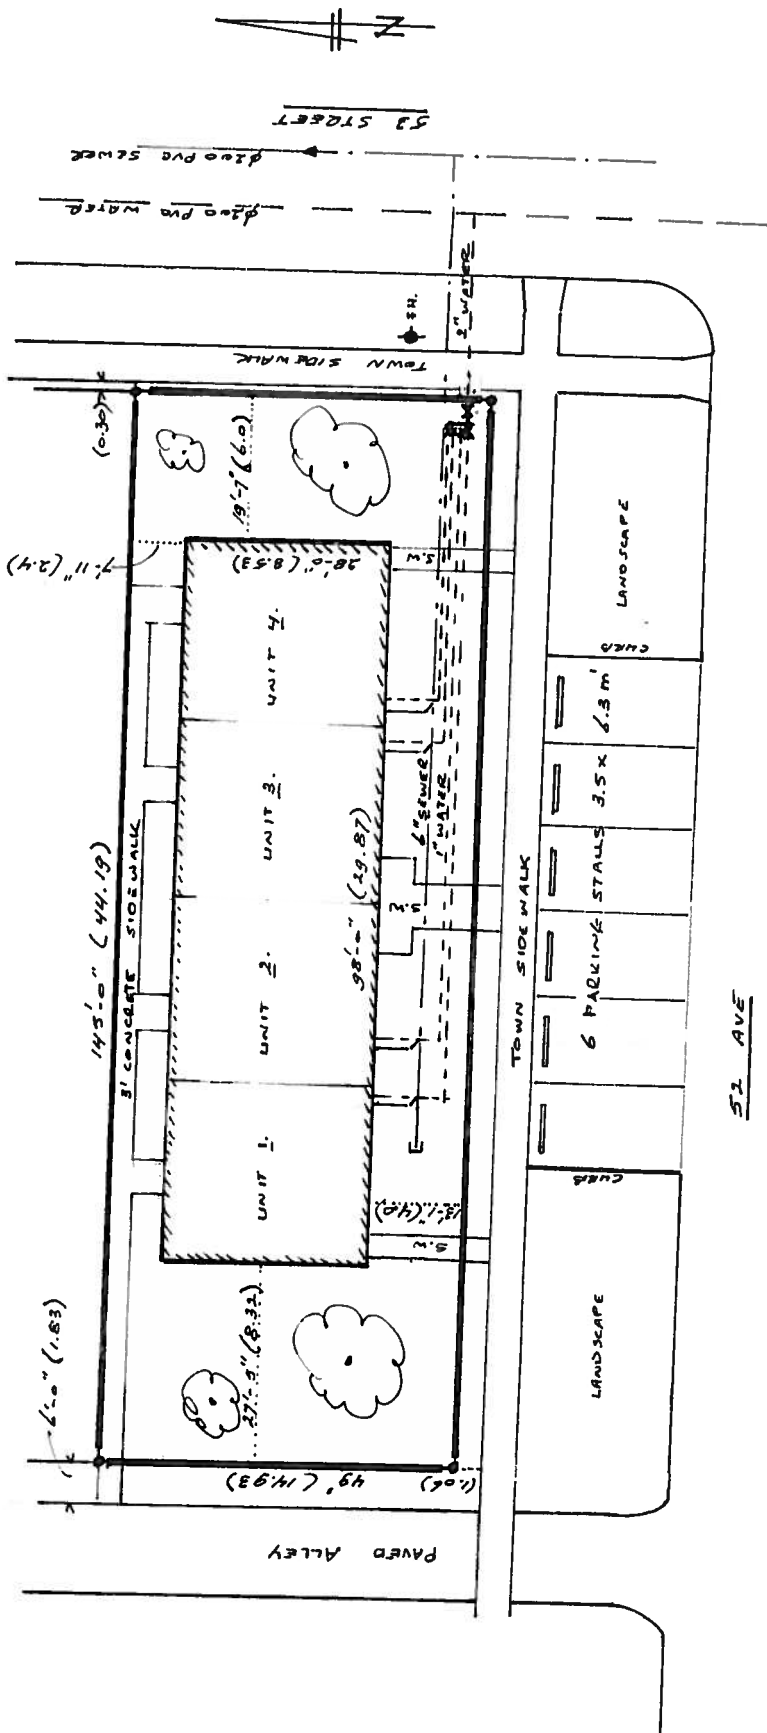 N
53 STREET
ø200 PVC SEWER
ø200 PVC WATER
2" WATER
S.H.
TOWN SIDEWALK
(0.30)
19'-7" (6.0)
7'-11" (2.4)
28'-0" (8.53)
S.W.
LANDSCAPE
CURB
UNIT 4.
UNIT 3.
UNIT 2.
UNIT 1.
6" SEWER
1" WATER
98'-0" (29.87)
S.W.
145'-0" (44.19)
3' CONCRETE SIDEWALK
TOWN SIDEWALK
6 PARKING STALLS 3.5 x 6.3 m'
52 AVE
CURB
13'-1" (4.0)
S.W.
LANDSCAPE
6'-0" (1.83)
27'-3" (8.32)
49' (14.93)
(1.06)
PAVED ALLEY